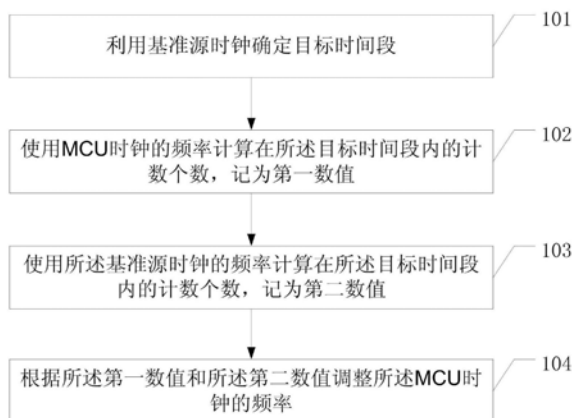 101
利用基准源时钟确定目标时间段
102
使用MCU时钟的频率计算在所述目标时间段内的计
数个数，记为第一数值
103
使用所述基准源时钟的频率计算在所述目标时间段
内的计数个数，记为第二数值
104
根据所述第一数值和所述第二数值调整所述MCU时
钟的频率